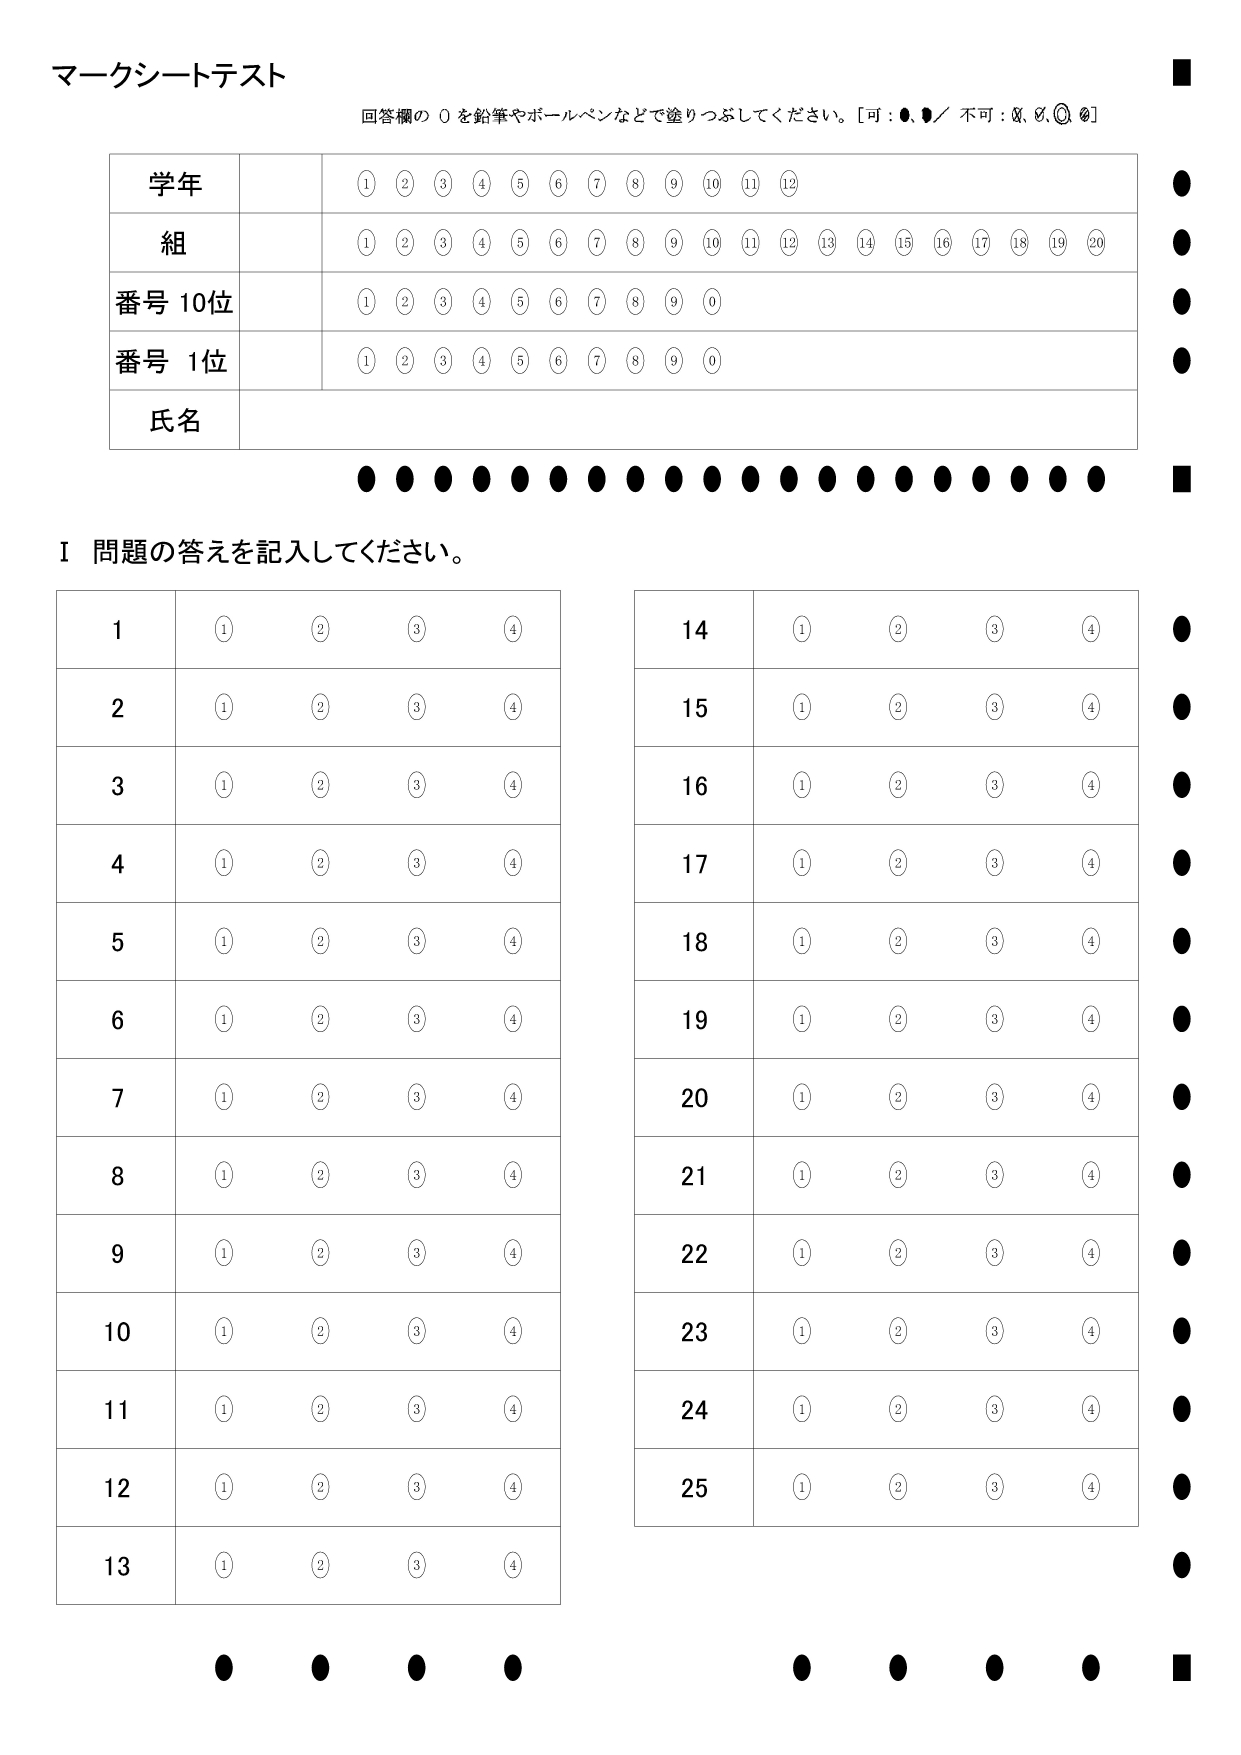 マークシートテスト
回答欄の 0 を鉛筆やボールペンなどで塗りつぶしてください。[可：、／ 不可：、、、]
学年 ① ② ③ ④ ⑤ ⑥ ⑦ ⑧ ⑨ ⑩ ⑪ ⑫
組 ① ② ③ ④ ⑤ ⑥ ⑦ ⑧ ⑨ ⑩ ⑪ ⑫ ⑬ ⑭ ⑮ ⑯ ⑰ ⑱ ⑲ ⑳
番号 10位 ① ② ③ ④ ⑤ ⑥ ⑦ ⑧ ⑨ ⓪
番号 1位 ① ② ③ ④ ⑤ ⑥ ⑦ ⑧ ⑨ ⓪
氏名
I 問題の答えを記入してください。
1 ① ② ③ ④
2 ① ② ③ ④
3 ① ② ③ ④
4 ① ② ③ ④
5 ① ② ③ ④
6 ① ② ③ ④
7 ① ② ③ ④
8 ① ② ③ ④
9 ① ② ③ ④
10 ① ② ③ ④
11 ① ② ③ ④
12 ① ② ③ ④
13 ① ② ③ ④
14 ① ② ③ ④
15 ① ② ③ ④
16 ① ② ③ ④
17 ① ② ③ ④
18 ① ② ③ ④
19 ① ② ③ ④
20 ① ② ③ ④
21 ① ② ③ ④
22 ① ② ③ ④
23 ① ② ③ ④
24 ① ② ③ ④
25 ① ② ③ ④